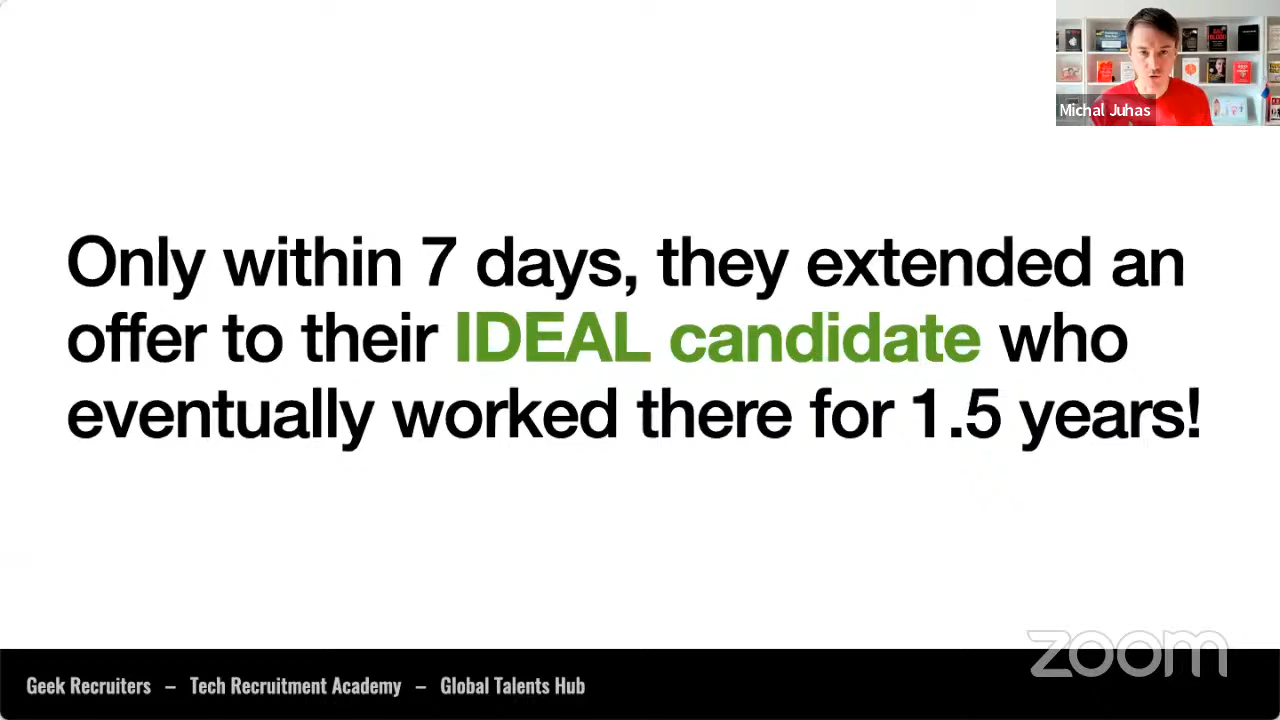 Michal Juhas
Only within 7 days, they extended an
offer to their IDEAL candidate who
eventually worked there for 1.5 years!
zoom
Geek Recruiters – Tech Recruitment Academy – Global Talents Hub